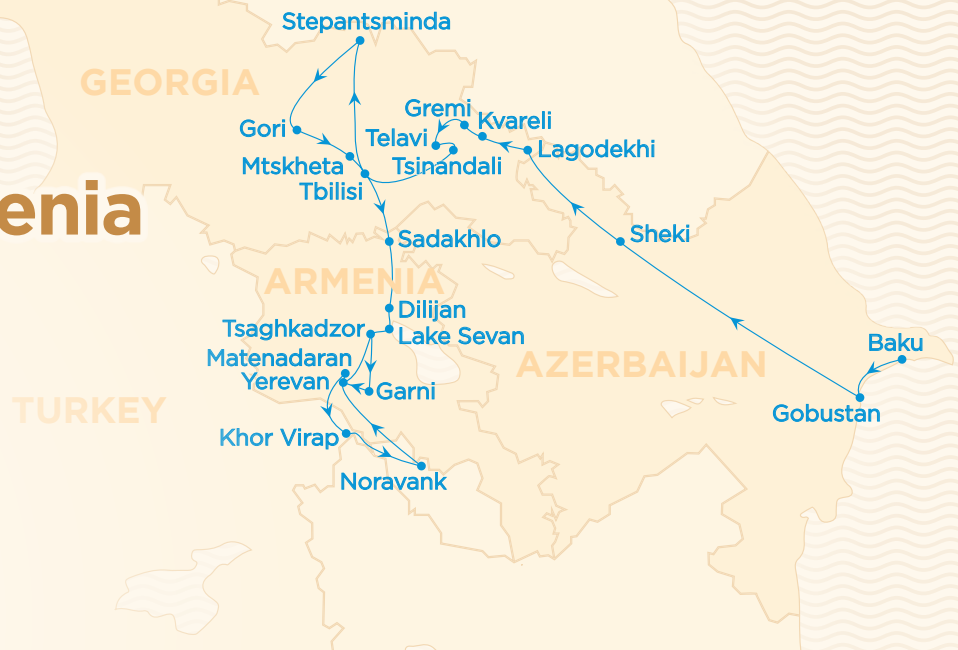 Stepantsminda
GEORGIA
Gremi
Kvareli
Gori
Telavi
Lagodekhi
Mtskheta
Tsinandali
Tbilisi
enia
Sheki
Sadakhlo
ARMENIA
Dilijan
Tsaghkadzor
Lake Sevan
Baku
Matenadaran
AZERBAIJAN
Yerevan
Garni
TURKEY
Gobustan
Khor Virap
Noravank